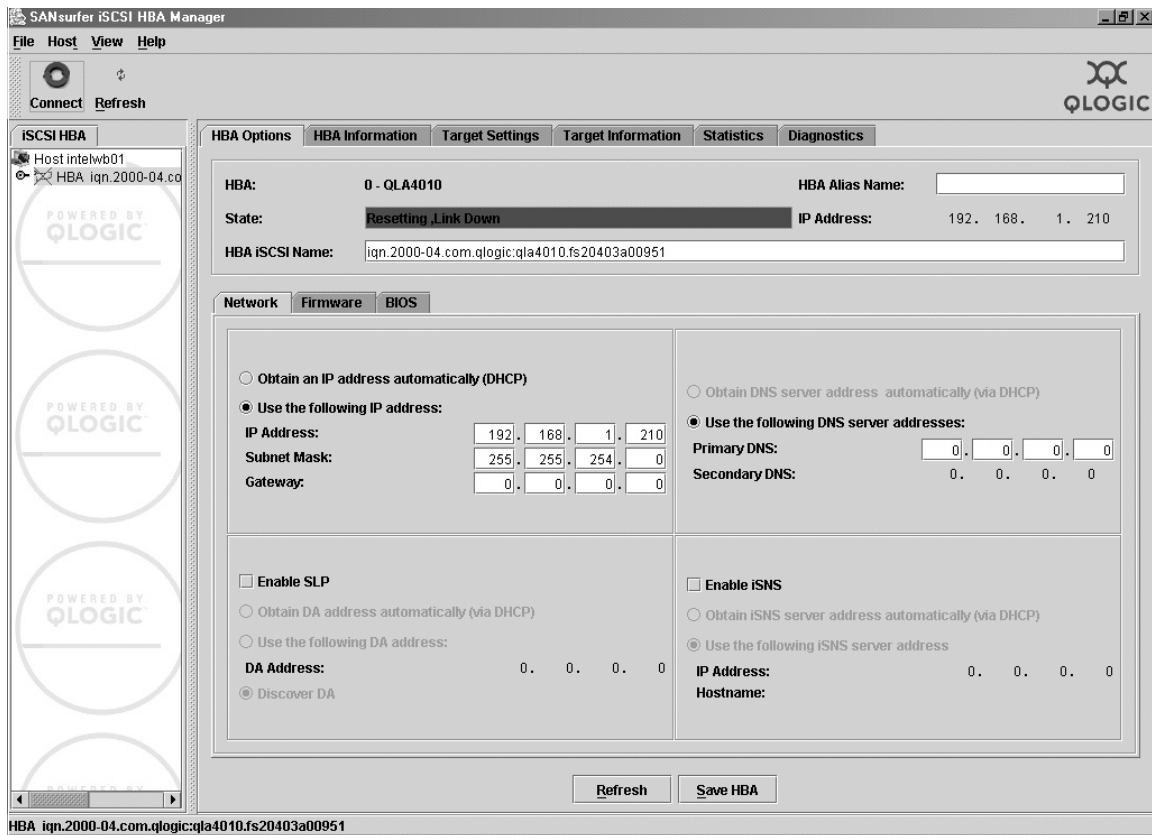 SANsurfer iSCSI HBA Manager
File Host View Help
Connect Refresh
QLOGIC
iSCSI HBA
Host intelwb01
HBA iqn.2000-04.co
POWERED BY
QLOGIC
POWERED BY
QLOGIC
POWERED BY
QLOGIC
POWERED BY
HBA Options HBA Information Target Settings Target Information Statistics Diagnostics
HBA: 0 - QLA4010 HBA Alias Name:
State: Resetting ,Link Down IP Address: 192. 168. 1. 210
HBA iSCSI Name: iqn.2000-04.com.qlogic:qla4010.fs20403a00951
Network Firmware BIOS
Obtain an IP address automatically (DHCP)
Use the following IP address:
IP Address: 192. 168. 1. 210
Subnet Mask: 255. 255. 254. 0
Gateway: 0. 0. 0. 0
Obtain DNS server address automatically (via DHCP)
Use the following DNS server addresses:
Primary DNS: 0. 0. 0. 0
Secondary DNS: 0. 0. 0. 0
Enable SLP
Obtain DA address automatically (via DHCP)
Use the following DA address:
DA Address: 0. 0. 0. 0
Discover DA
Enable iSNS
Obtain iSNS server address automatically (via DHCP)
Use the following iSNS server address
IP Address: 0. 0. 0. 0
Hostname:
Refresh Save HBA
HBA iqn.2000-04.com.qlogic:qla4010.fs20403a00951